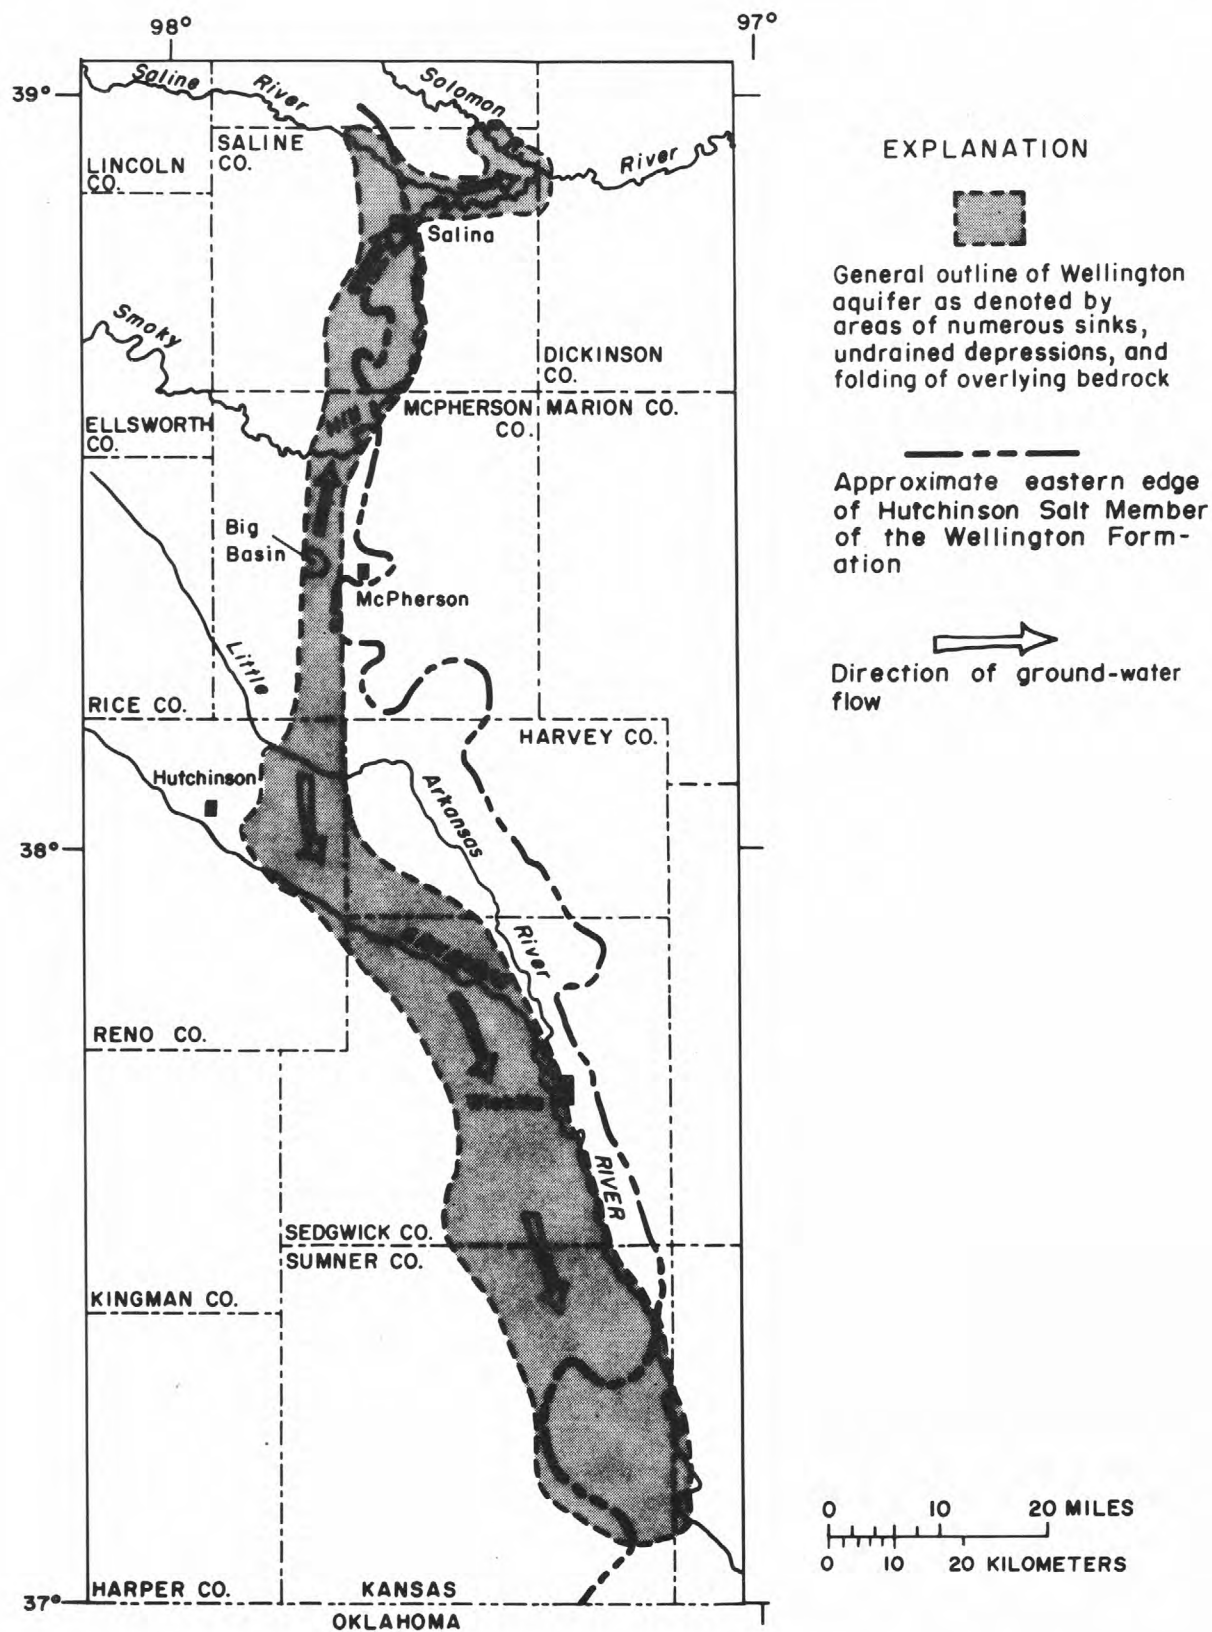 98°
97°
39°
Saline
River
Solomon
River
SALINE
CO.
LINCOLN
CO.
Salina
Smoky
DICKINSON
CO.
Hill
MCPHERSON
CO.
MARION CO.
ELLSWORTH
CO.
Big
Basin
McPherson
Little
RICE CO.
HARVEY CO.
Hutchinson
Arkansas
River
38°
RENO CO.
Wichita
RIVER
SEDGWICK CO.
SUMNER CO.
KINGMAN CO.
HARPER CO.
KANSAS
37°
OKLAHOMA
EXPLANATION
General outline of Wellington
aquifer as denoted by
areas of numerous sinks,
undrained depressions, and
folding of overlying bedrock
Approximate eastern edge
of Hutchinson Salt Member
of the Wellington Form-
ation
Direction of ground-water
flow
0 10 20 MILES
0 10 20 KILOMETERS